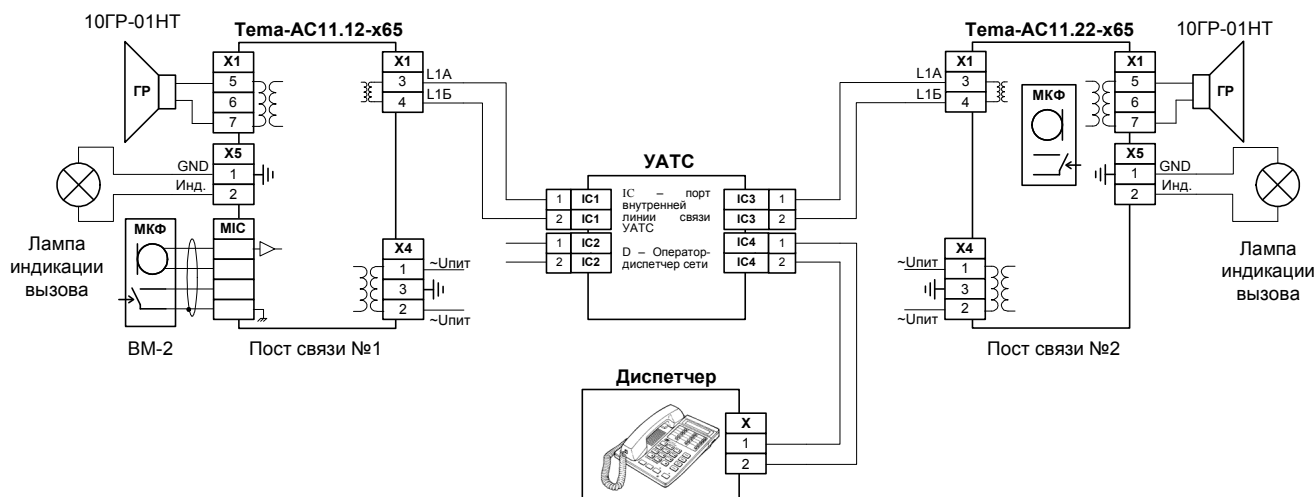 10ГР-01НТ
Tema-AC11.12-x65
Tema-AC11.22-x65
10ГР-01НТ
X1
5
6
7
ГР
X1
3
4
L1А
L1Б
L1А
L1Б
X1
3
4
МКФ
X1
5
6
7
ГР
X5
1
2
GND
Инд.
X5
1
2
GND
Инд.
УАТС
1 IC1
2 IC1
1 IC2
2 IC2
IC – порт
внутренней
линии связи
УАТС
D – Оператор-
диспетчер сети
IC3 1
IC3 2
IC4 1
IC4 2
Лампа
индикации
вызова
МКФ
MIC
X4
1
3
2
~Uпит
~Uпит
X4
1
3
2
~Uпит
~Uпит
Лампа
индикации
вызова
ВМ-2
Пост связи №1
Пост связи №2
Диспетчер
X
1
2